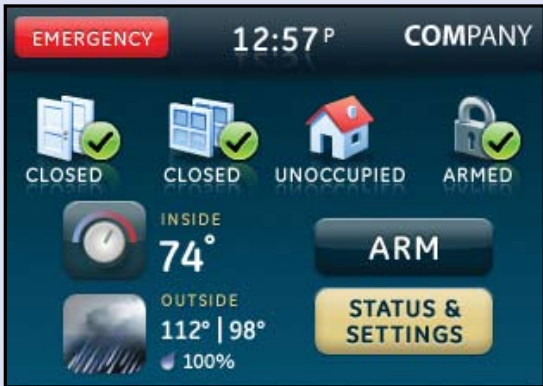 EMERGENCY
12:57 P
COMPANY
CLOSED
CLOSED
UNOCCUPIED
ARMED
INSIDE
74°
ARM
OUTSIDE
112° | 98°
100%
STATUS &
SETTINGS